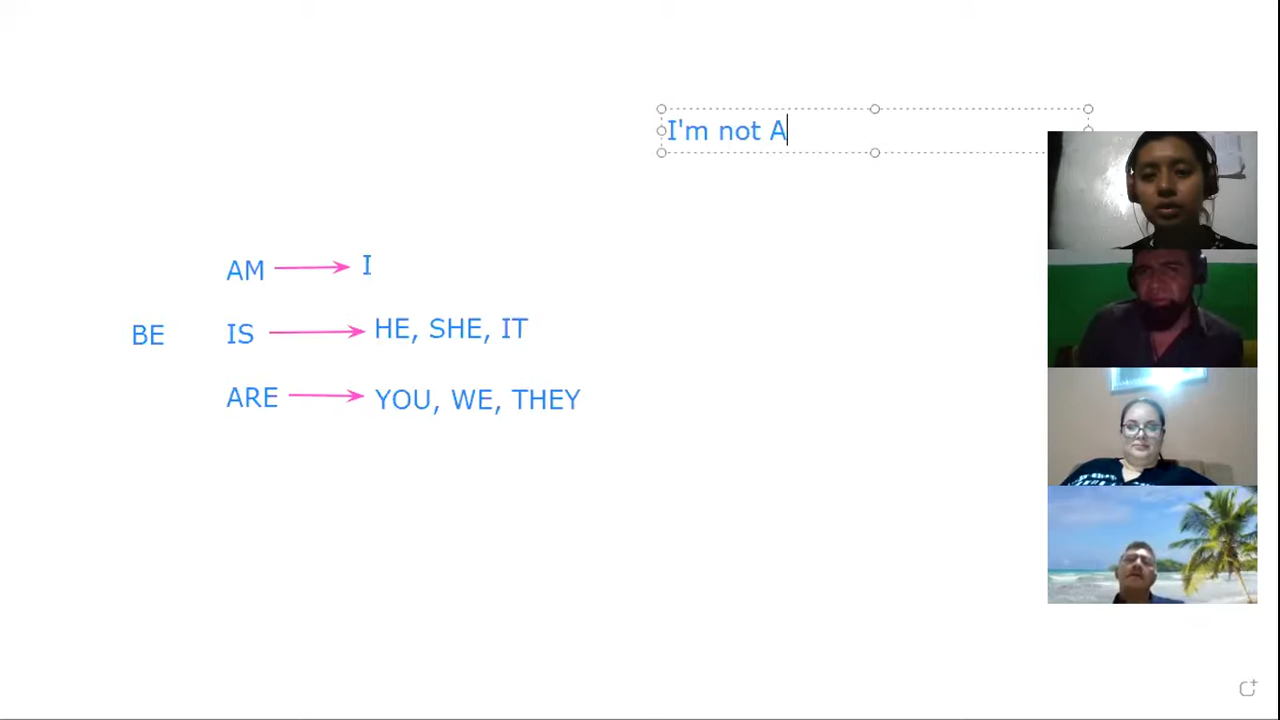 I'm not A
AM I
BE IS HE, SHE, IT
ARE YOU, WE, THEY